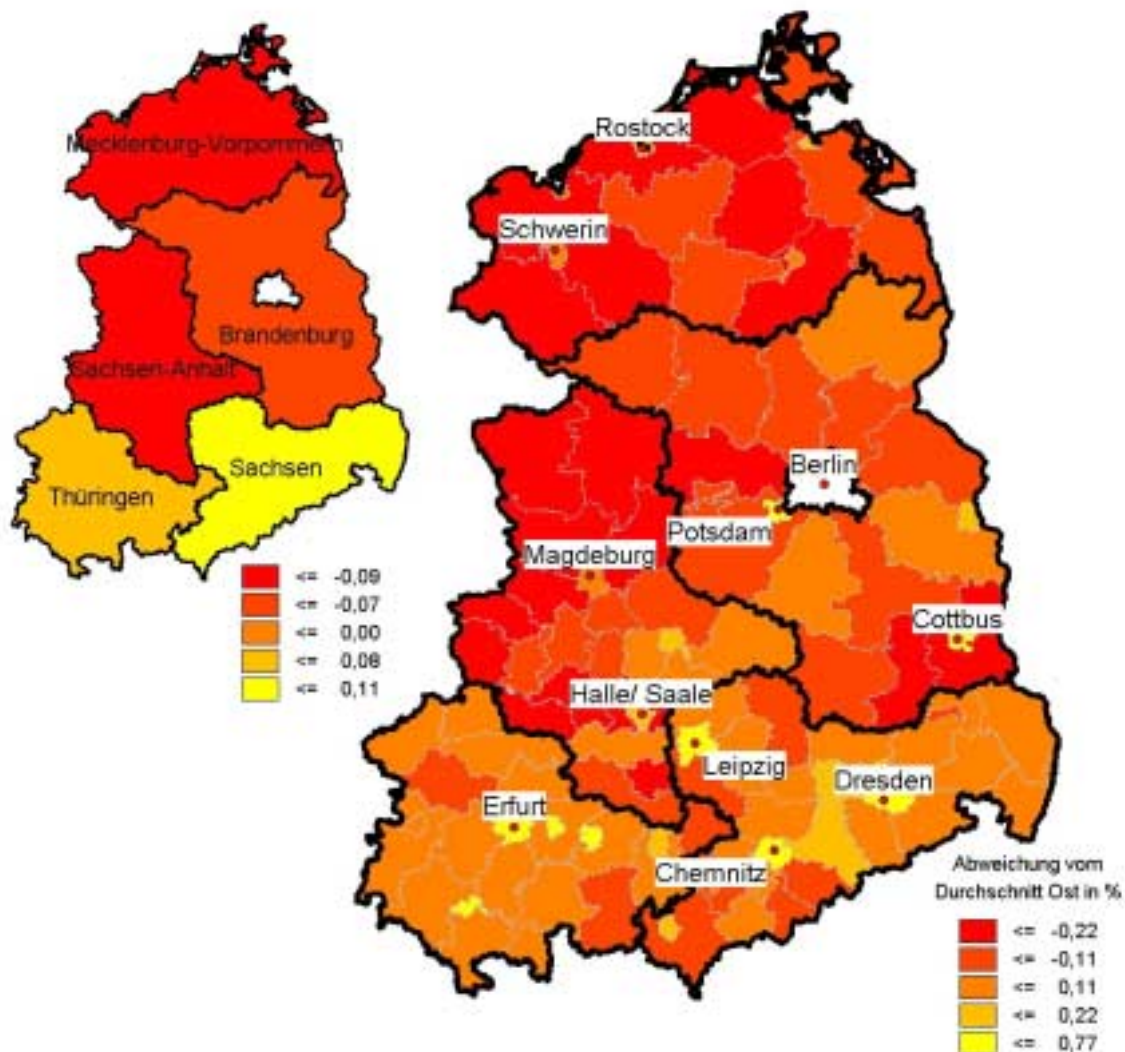 Mecklenburg-Vorpommern
Brandenburg
Sachsen-Anhalt
Sachsen
Thüringen
<= -0,09
<= -0,07
<= 0,00
<= 0,08
<= 0,11
Rostock
Schwerin
Berlin
Potsdam
Magdeburg
Cottbus
Halle/ Saale
Leipzig
Dresden
Erfurt
Chemnitz
Abweichung vom
Durchschnitt Ost in %
<= -0,22
<= -0,11
<= 0,11
<= 0,22
<= 0,77